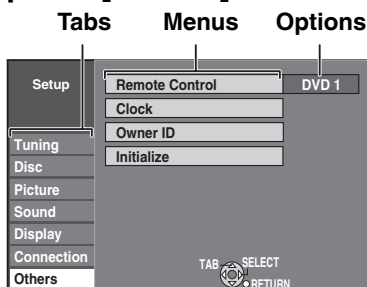 Tabs Menus Options
Setup
Remote Control DVD 1
Clock
Owner ID
Initialize
Tuning
Disc
Picture
Sound
Display
Connection
Others
TAB SELECT
RETURN